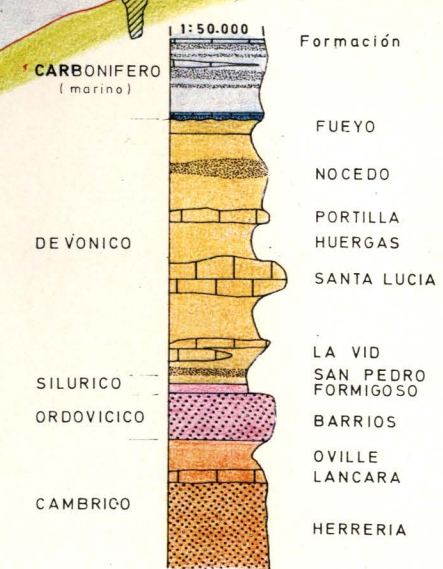 1:50.000
Formación
CARBONIFERO
(marino)
FUEYO
NOCEDO
PORTILLA
DEVONICO
HUERGAS
SANTA LUCIA
LA VID
SAN PEDRO
SILURICO
FORMIGOSO
ORDOVICICO
BARRIOS
OVILLE
LANCARA
CAMBRICO
HERRERIA